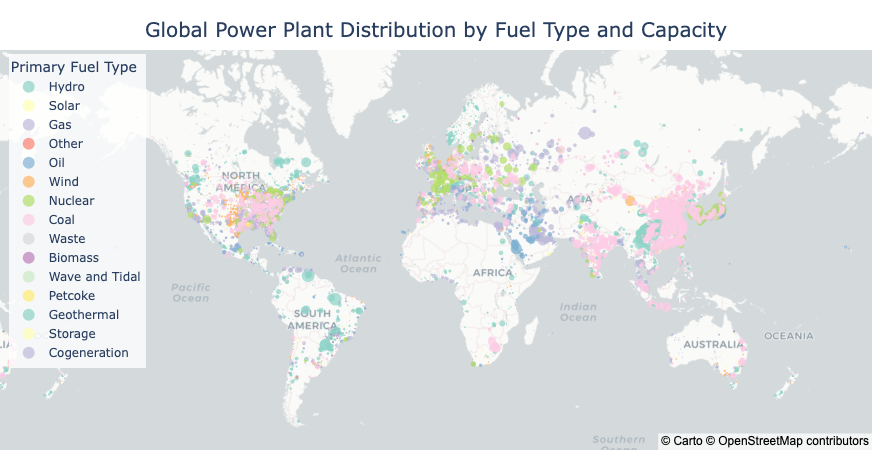 Global Power Plant Distribution by Fuel Type and Capacity
Primary Fuel Type
Hydro
Solar
Gas
Other
Oil
Wind
Nuclear
Coal
Waste
Biomass
Wave and Tidal
Petcoke
Geothermal
Storage
Cogeneration
NORTH
AMERICA
ASIA
Atlantic
Ocean
Pacific
Ocean
AFRICA
SOUTH
AMERICA
Indian
Ocean
OCEANIA
AUSTRALIA
Southern
© Carto © OpenStreetMap contributors